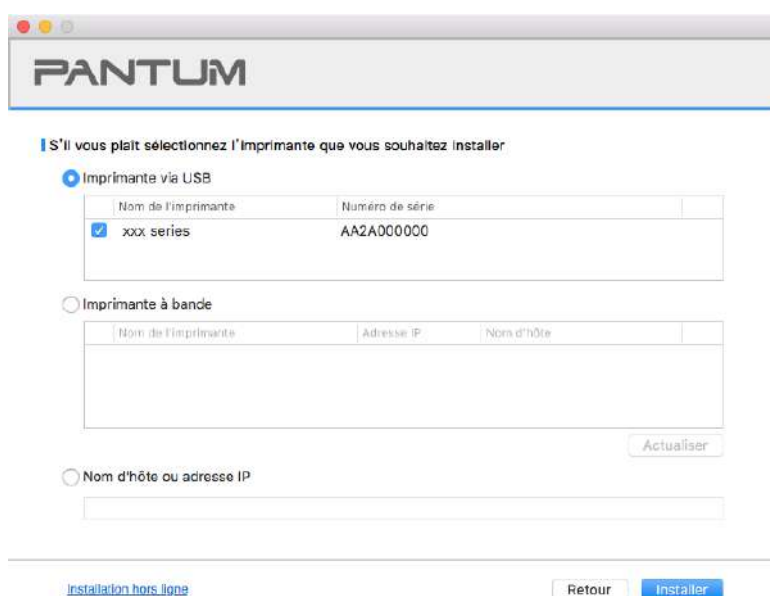 PANTUM
S'il vous plaît sélectionnez l'imprimante que vous souhaitez installer
Imprimante via USB
Nom de l'imprimante Numéro de série
xxx series AA2A000000
Imprimante à bande
Nom de l'imprimante Adresse IP Nom d'hôte
Actualiser
Nom d'hôte ou adresse IP
Installation hors ligne Retour Installer